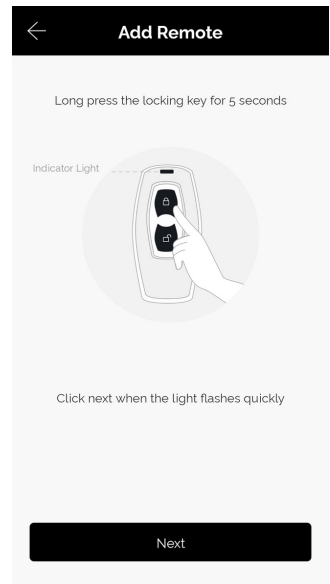 Add Remote
Long press the locking key for 5 seconds
Indicator Light
Click next when the light flashes quickly
Next